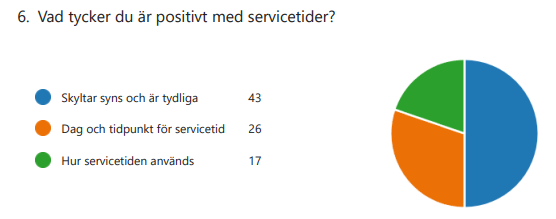 6. Vad tycker du är positivt med servicetider?
Skyltar syns och är tydliga 43
Dag och tidpunkt för servicetid 26
Hur servicetiden används 17